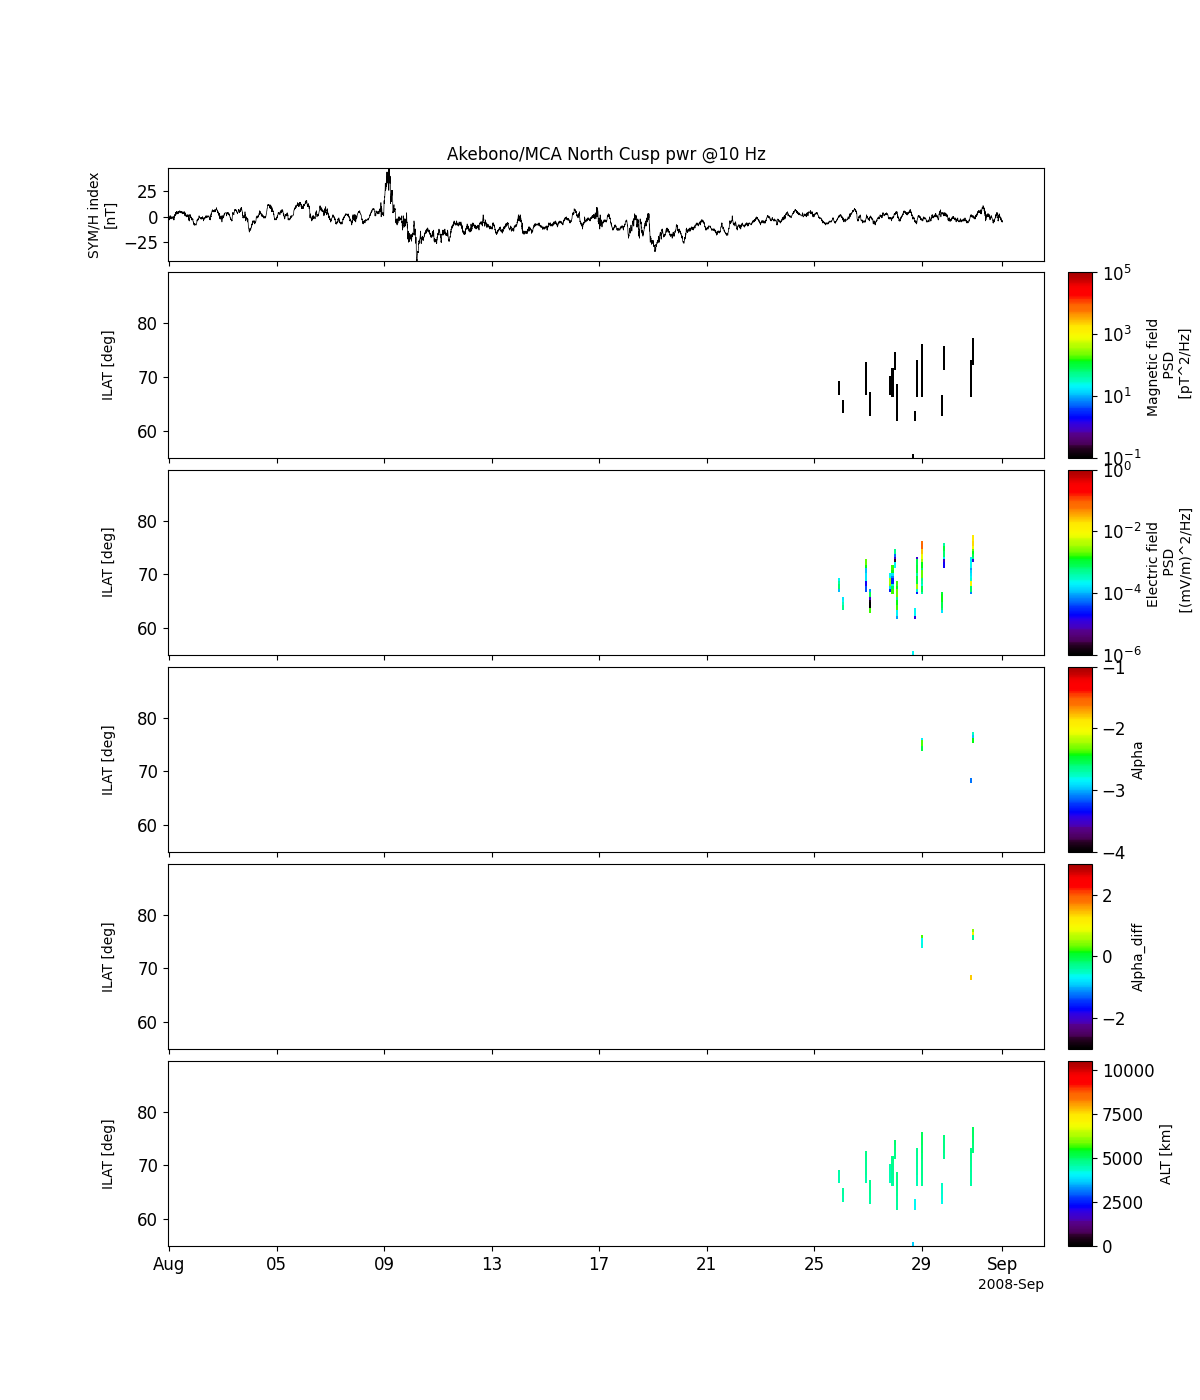 Akebono/MCA North Cusp pwr @10 Hz
SYM/H index
[nT]
25
0
−25
ILAT [deg]
80
70
60
10^5
10^3
10^1
10^−1
Magnetic field
PSD
[pT^2/Hz]
ILAT [deg]
80
70
60
10^0
10^−2
10^−4
10^−6
Electric field
PSD
[(mV/m)^2/Hz]
ILAT [deg]
80
70
60
−1
−2
−3
−4
Alpha
ILAT [deg]
80
70
60
2
0
−2
Alpha_diff
ILAT [deg]
80
70
60
10000
7500
5000
2500
0
ALT [km]
Aug 05 09 13 17 21 25 29 Sep
2008-Sep